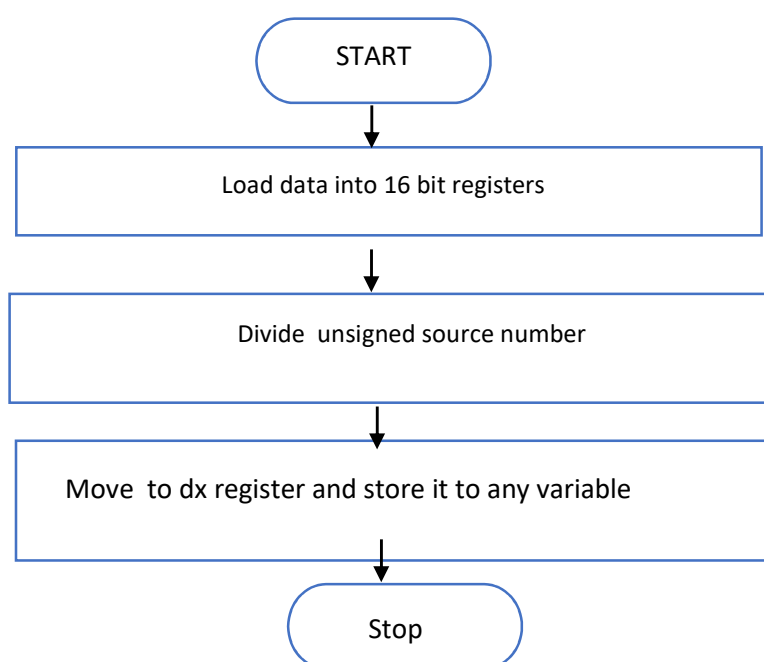 START
Load data into 16 bit registers
Divide  unsigned source number
Move  to dx register and store it to any variable
Stop